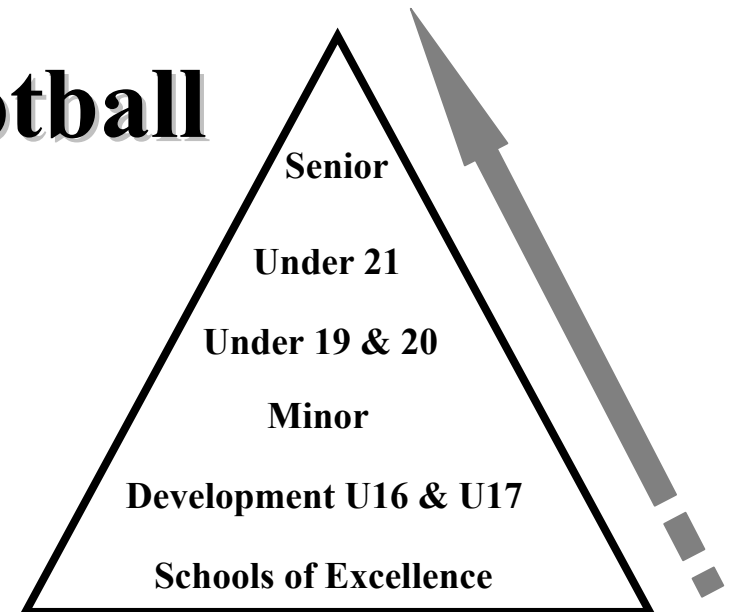 otball
Senior
Under 21
Under 19 & 20
Minor
Development U16 & U17
Schools of Excellence